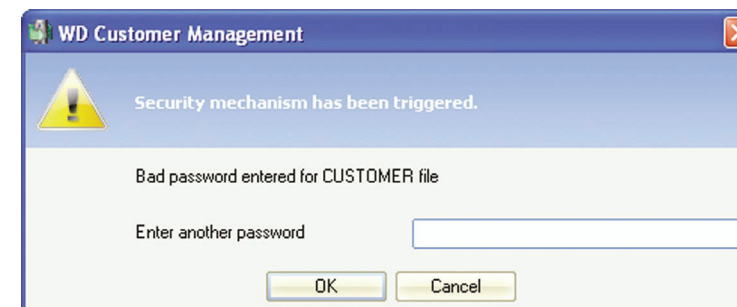 WD Customer Management
Security mechanism has been triggered.
Bad password entered for CUSTOMER file
Enter another password
OK Cancel